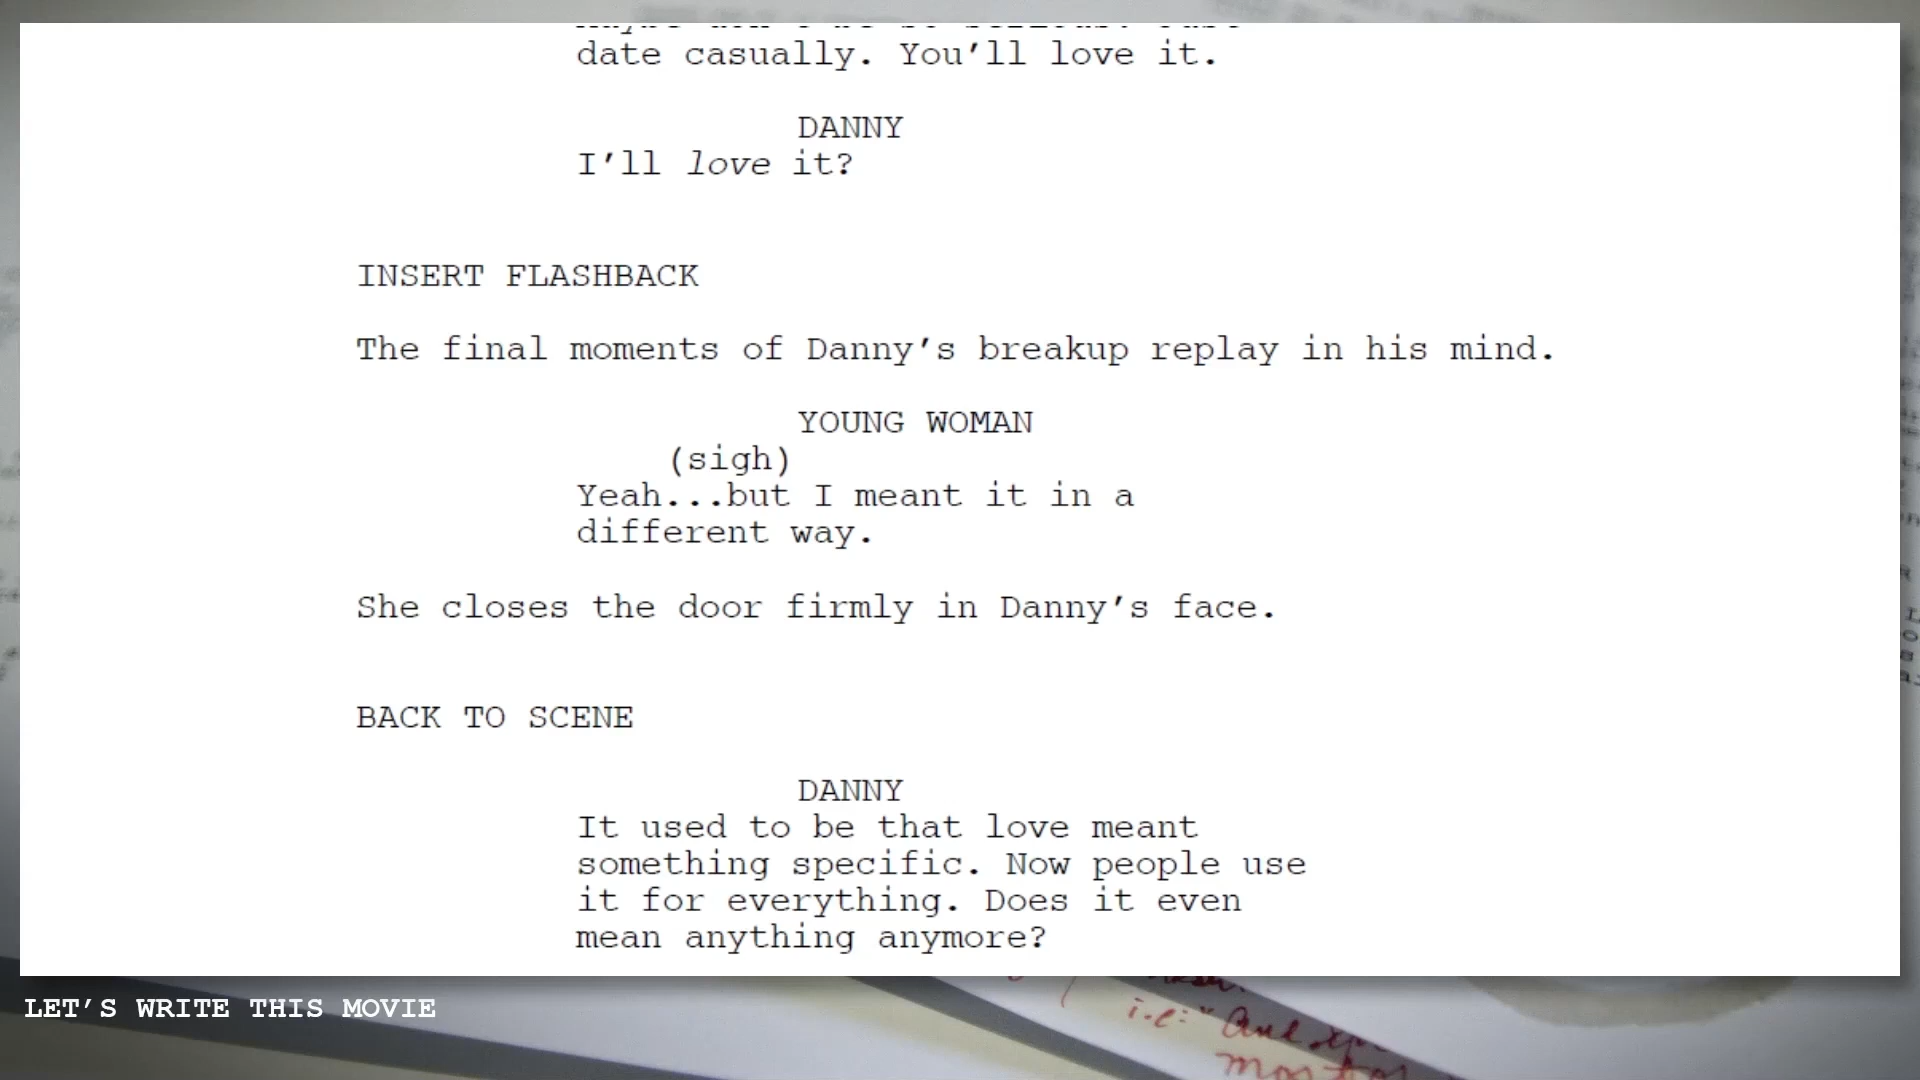 date casually. You’ll love it.
DANNY
I’ll love it?
INSERT FLASHBACK
The final moments of Danny’s breakup replay in his mind.
YOUNG WOMAN
(sigh)
Yeah...but I meant it in a
different way.
She closes the door firmly in Danny’s face.
BACK TO SCENE
DANNY
It used to be that love meant
something specific. Now people use
it for everything. Does it even
mean anything anymore?
LET’S WRITE THIS MOVIE
i.e: